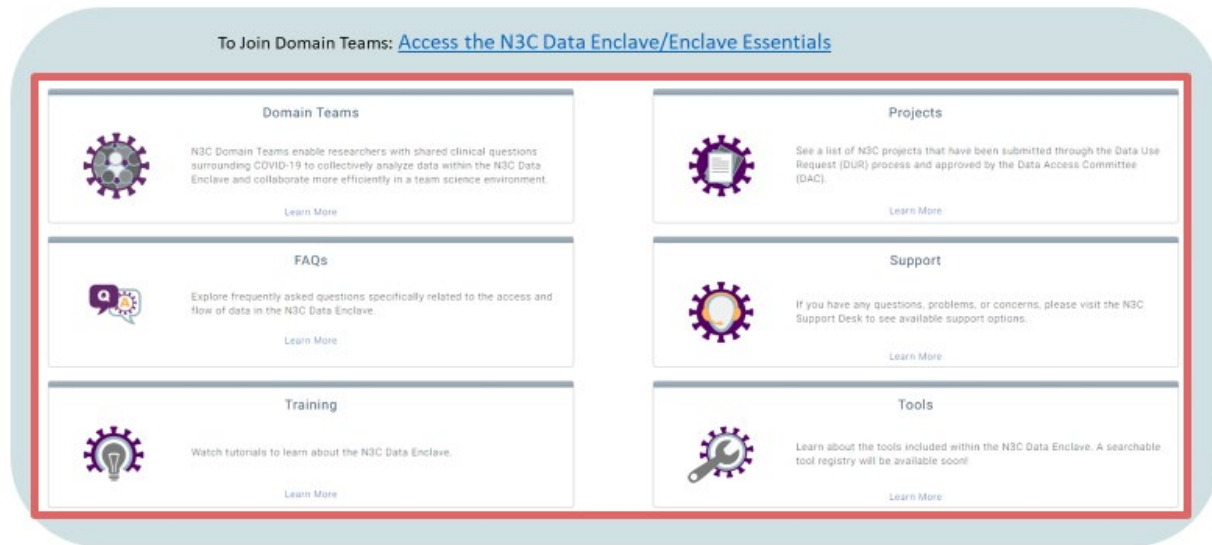 To Join Domain Teams: Access the N3C Data Enclave/Enclave Essentials
Domain Teams
N3C Domain Teams enable researchers with shared clinical questions
surrounding COVID-19 to collectively analyze data within the N3C Data
Enclave and collaborate more efficiently in a team science environment.
Learn More
Projects
See a list of N3C projects that have been submitted through the Data Use
Request (DUR) process and approved by the Data Access Committee
(DAC).
Learn More
FAQs
Q
A
Explore frequently asked questions specifically related to the access and
flow of data in the N3C Data Enclave.
Learn More
Support
If you have any questions, problems, or concerns, please visit the N3C
Support Desk to see available support options.
Learn More
Training
Watch tutorials to learn about the N3C Data Enclave.
Learn More
Tools
Learn about the tools included within the N3C Data Enclave. A searchable
tool registry will be available soon!
Learn More